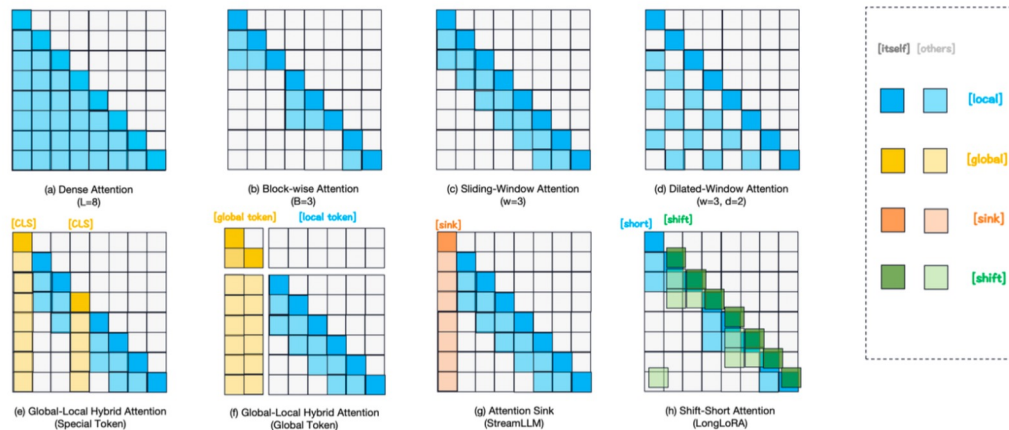 [itself] [others]
[local]
[global]
[sink]
[shift]
(a) Dense Attention
(L=8)
(b) Block-wise Attention
(B=3)
(c) Sliding-Window Attention
(w=3)
(d) Dilated-Window Attention
(w=3, d=2)
[CLS] [CLS]
[global token] [local token]
[sink]
[short] [shift]
(e) Global-Local Hybrid Attention
(Special Token)
(f) Global-Local Hybrid Attention
(Global Token)
(g) Attention Sink
(StreamLLM)
(h) Shift-Short Attention
(LongLoRA)